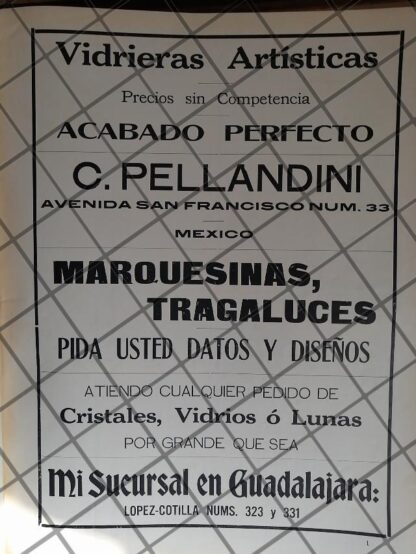 Vidrieras Artísticas
Precios sin Competencia
ACABADO PERFECTO
C. PELLANDINI
AVENIDA SAN FRANCISCO NUM. 33
MEXICO
MARQUESINAS,
TRAGALUCES
PIDA USTED DATOS Y DISEÑOS
ATIENDO CUALQUIER PEDIDO DE
Cristales, Vidrios ó Lunas
POR GRANDE QUE SEA
Mi Sucursal en Guadalajara:
LOPEZ-COTILLA NUMS. 323 y 331
1